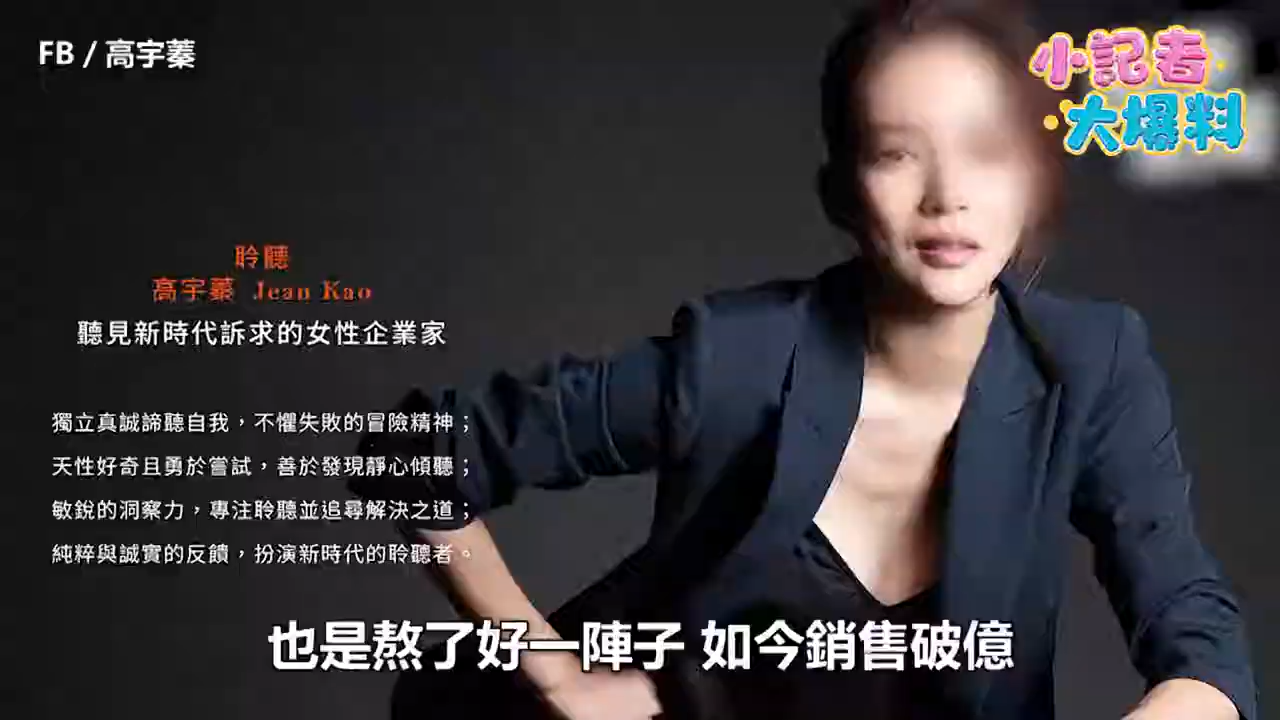 FB / 高宇蓁
小記者
大爆料
聆聽
高宇蓁 Jean Kao
聽見新時代訴求的女性企業家
獨立真誠諦聽自我，不懼失敗的冒險精神；
天性好奇且勇於嘗試，善於發現靜心傾聽；
敏銳的洞察力，專注聆聽並追尋解決之道；
純粹與誠實的反饋，扮演新時代的聆聽者。
也是熬了好一陣子 如今銷售破億